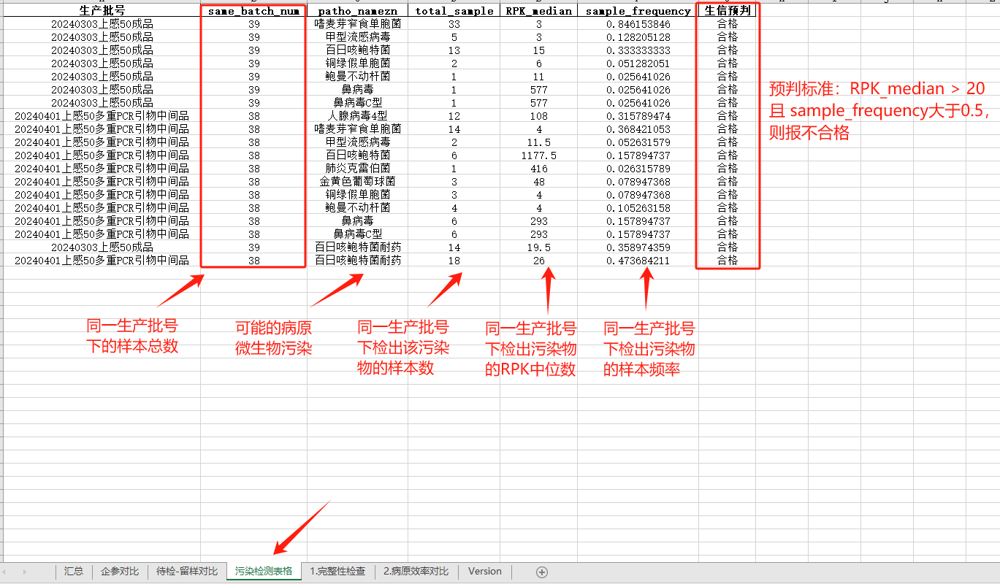 生产批号 same_batch_num patho_namezn total_sample RPK_median sample_frequency 生信预判
20240303上感50成品 39 嗜麦芽窄食单胞菌 33 3 0.846153846 合格
20240303上感50成品 39 甲型流感病毒 5 3 0.128205128 合格
20240303上感50成品 39 百日咳鲍特菌 13 15 0.333333333 合格
20240303上感50成品 39 铜绿假单胞菌 2 6 0.051282051 合格
20240303上感50成品 39 鲍曼不动杆菌 1 11 0.025641026 合格
20240303上感50成品 39 鼻病毒 1 577 0.025641026 合格
20240303上感50成品 39 鼻病毒C型 1 577 0.025641026 合格
20240401上感50多重PCR引物中间品 38 人腺病毒4型 12 108 0.315789474 合格
20240401上感50多重PCR引物中间品 38 嗜麦芽窄食单胞菌 14 4 0.368421053 合格
20240401上感50多重PCR引物中间品 38 甲型流感病毒 2 11.5 0.052631579 合格
20240401上感50多重PCR引物中间品 38 百日咳鲍特菌 6 1177.5 0.157894737 合格
20240401上感50多重PCR引物中间品 38 肺炎克雷伯菌 1 416 0.026315789 合格
20240401上感50多重PCR引物中间品 38 金黄色葡萄球菌 3 48 0.078947368 合格
20240401上感50多重PCR引物中间品 38 铜绿假单胞菌 3 4 0.078947368 合格
20240401上感50多重PCR引物中间品 38 鲍曼不动杆菌 4 4 0.105263158 合格
20240401上感50多重PCR引物中间品 38 鼻病毒 6 293 0.157894737 合格
20240401上感50多重PCR引物中间品 38 鼻病毒C型 6 293 0.157894737 合格
20240303上感50成品 39 百日咳鲍特菌耐药 14 19.5 0.358974359 合格
20240401上感50多重PCR引物中间品 38 百日咳鲍特菌耐药 18 26 0.473684211 合格
预判标准：RPK_median > 20
且 sample_frequency大于0.5，
则报不合格
同一生产批号
下的样本总数
可能的病原
微生物污染
同一生产批号
下检出该污染
物的样本数
同一生产批号
下检出污染物
的RPK中位数
同一生产批号
下检出污染物
的样本频率
汇总 企参对比 待检-留样对比 污染检测表格 1.完整性检查 2.病原效率对比 Version